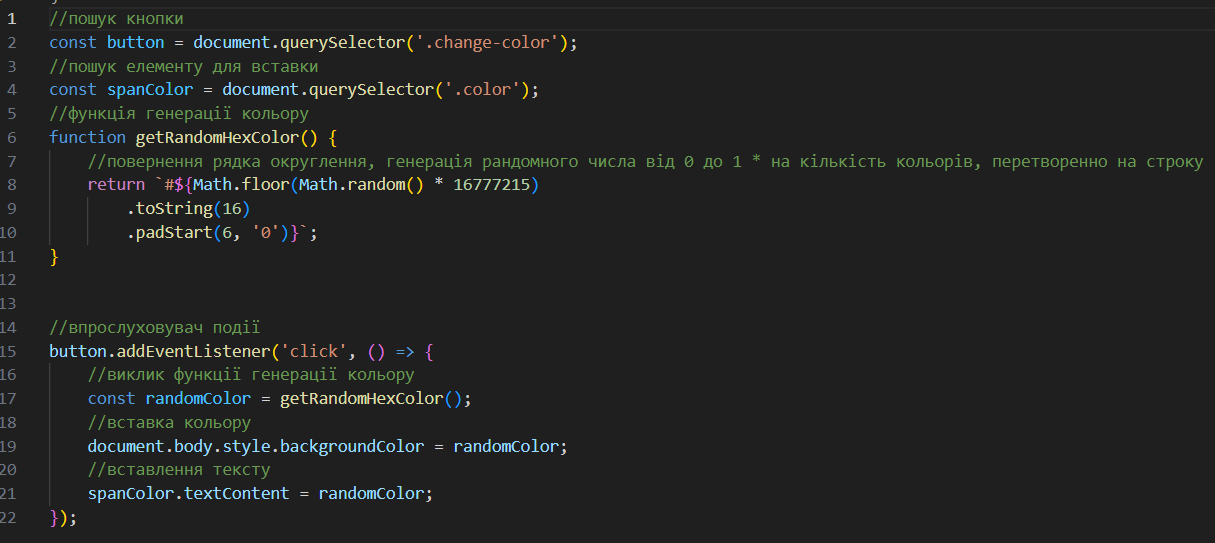 1 //пошук кнопки
2 const button = document.querySelector('.change-color');
3 //пошук елементу для вставки
4 const spanColor = document.querySelector('.color');
5 //функція генерації кольору
6 function getRandomHexColor() {
7 //повернення рядка округлення, генерація рандомного числа від 0 до 1 * на кількість кольорів, перетворенно на строку
8 return `#${Math.floor(Math.random() * 16777215)
9 .toString(16)
10 .padStart(6, '0')}`;
11 }
12
13
14 //впрослуховувач події
15 button.addEventListener('click', () => {
16 //виклик функції генерації кольору
17 const randomColor = getRandomHexColor();
18 //вставка кольору
19 document.body.style.backgroundColor = randomColor;
20 //вставлення тексту
21 spanColor.textContent = randomColor;
22 });